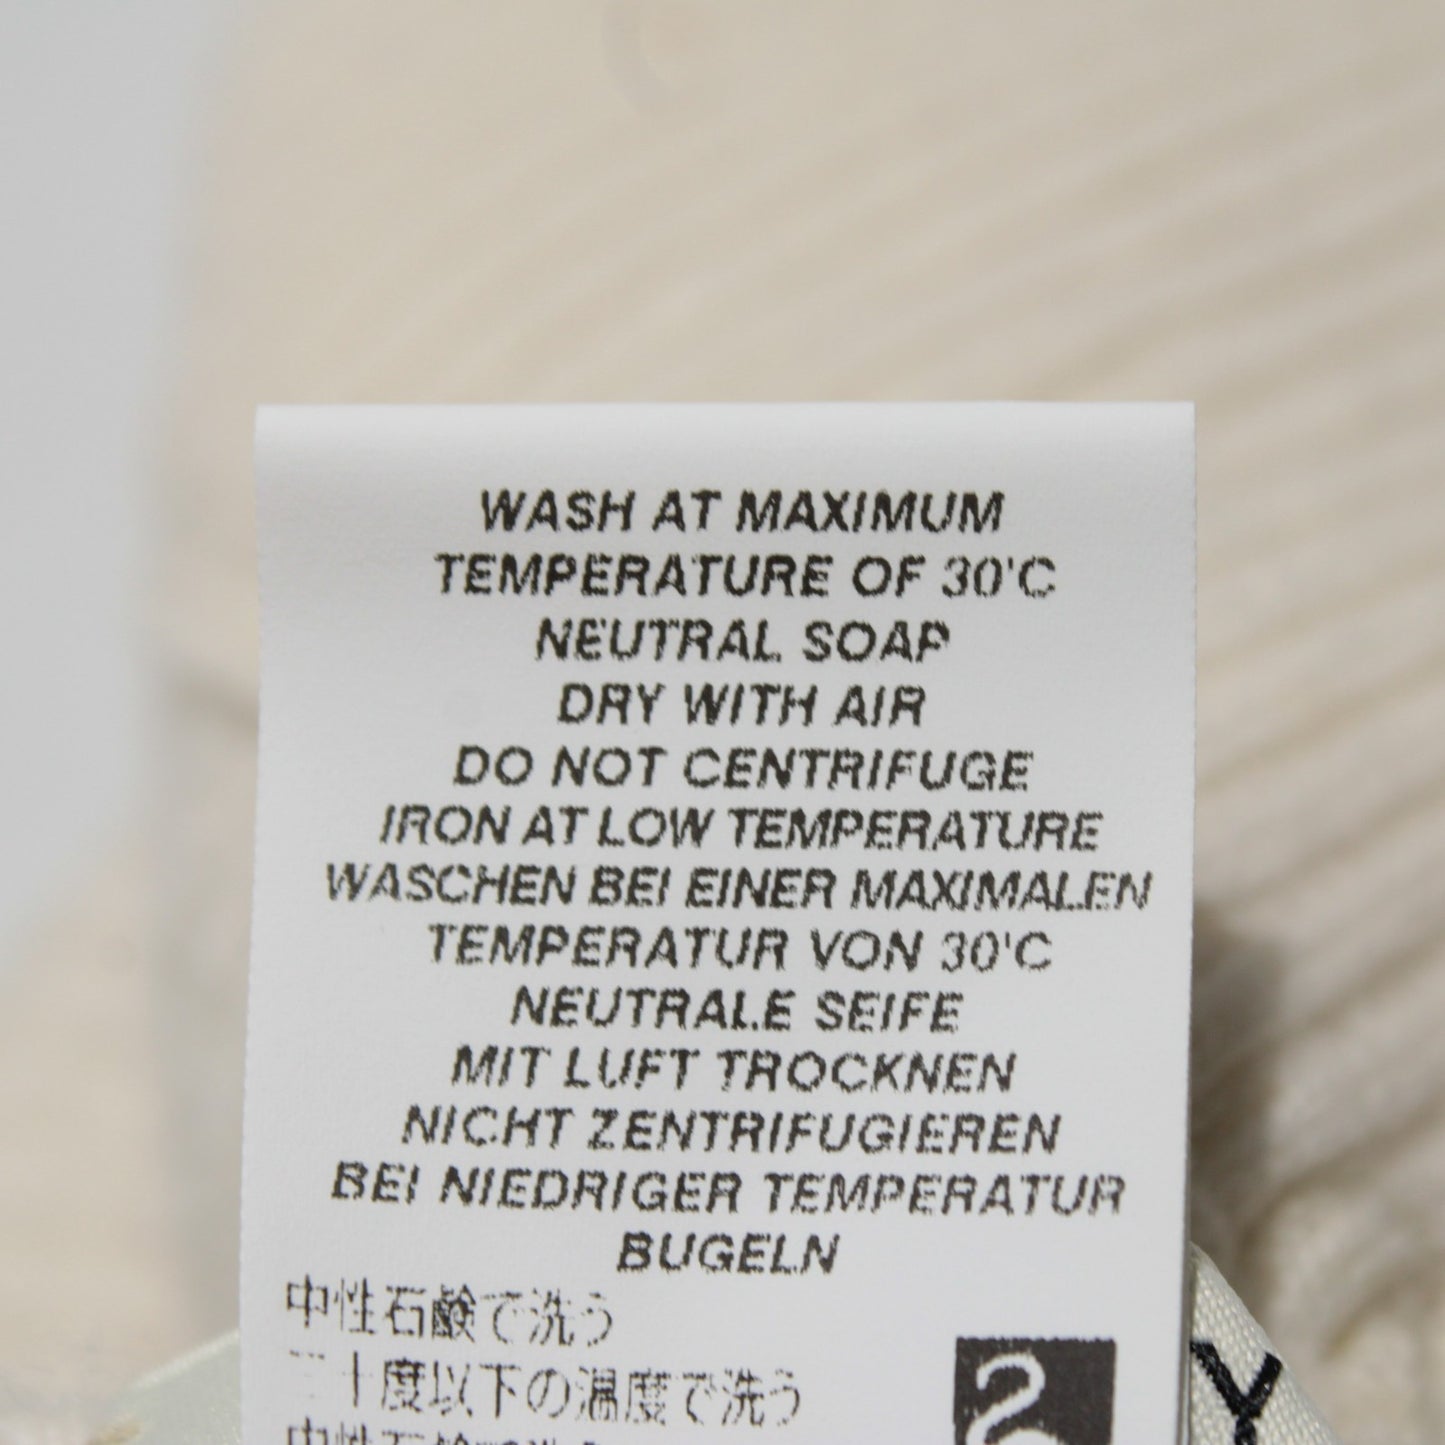 WASH AT MAXIMUM
TEMPERATURE OF 30'C
NEUTRAL SOAP
DRY WITH AIR
DO NOT CENTRIFUGE
IRON AT LOW TEMPERATURE
WASCHEN BEI EINER MAXIMALEN
TEMPERATUR VON 30'C
NEUTRALE SEIFE
MIT LUFT TROCKNEN
NICHT ZENTRIFUGIEREN
BEI NIEDRIGER TEMPERATUR
BUGELN
中性石鹸で洗う
二十度以下の温度で洗う
Y